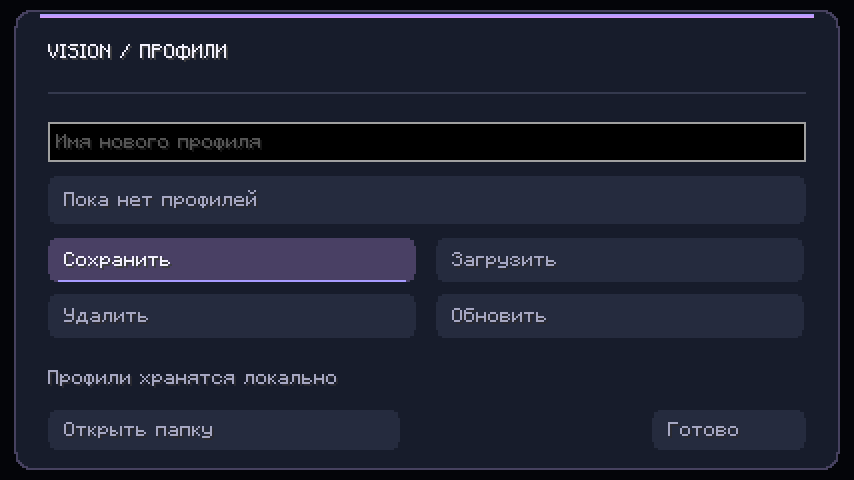 VISION / ПРОФИЛИ
Имя нового профиля
Пока нет профилей
Сохранить
Загрузить
Удалить
Обновить
Профили хранятся локально
Открыть папку
Готово